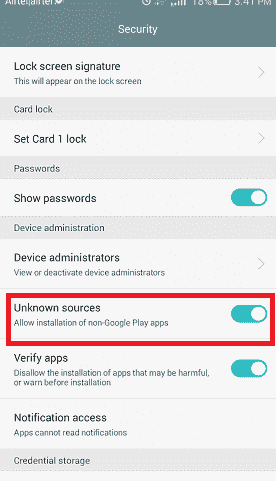 Airtel|airtel 18% 3:41 PM
Security
Lock screen signature
This will appear on the lock screen
Card lock
Set Card 1 lock
Passwords
Show passwords
Device administration
Device administrators
View or deactivate device administrators
Unknown sources
Allow installation of non-Google Play apps
Verify apps
Disallow the installation of apps that may be harmful,
or warn before installation
Notification access
Apps cannot read notifications
Credential storage